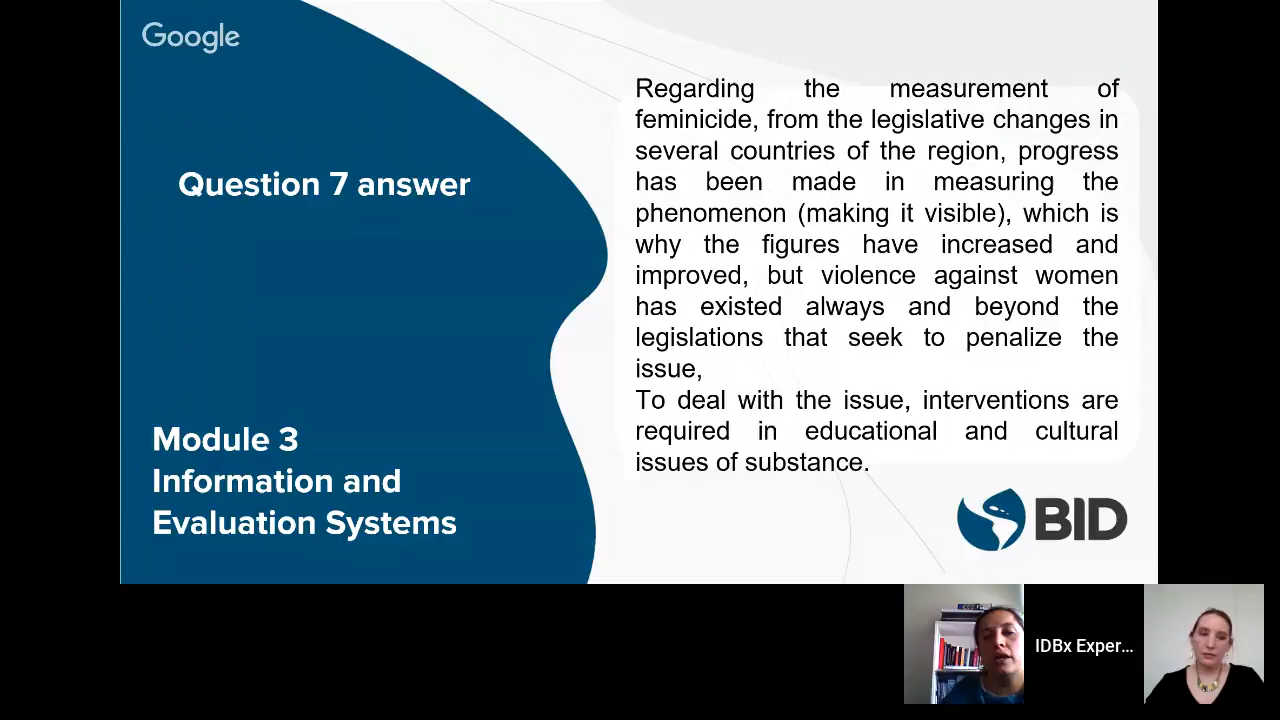 Google
Question 7 answer
Module 3
Information and
Evaluation Systems
Regarding the measurement of
feminicide, from the legislative changes in
several countries of the region, progress
has been made in measuring the
phenomenon (making it visible), which is
why the figures have increased and
improved, but violence against women
has existed always and beyond the
legislations that seek to penalize the
issue,
To deal with the issue, interventions are
required in educational and cultural
issues of substance.
BID
IDBx Exper...